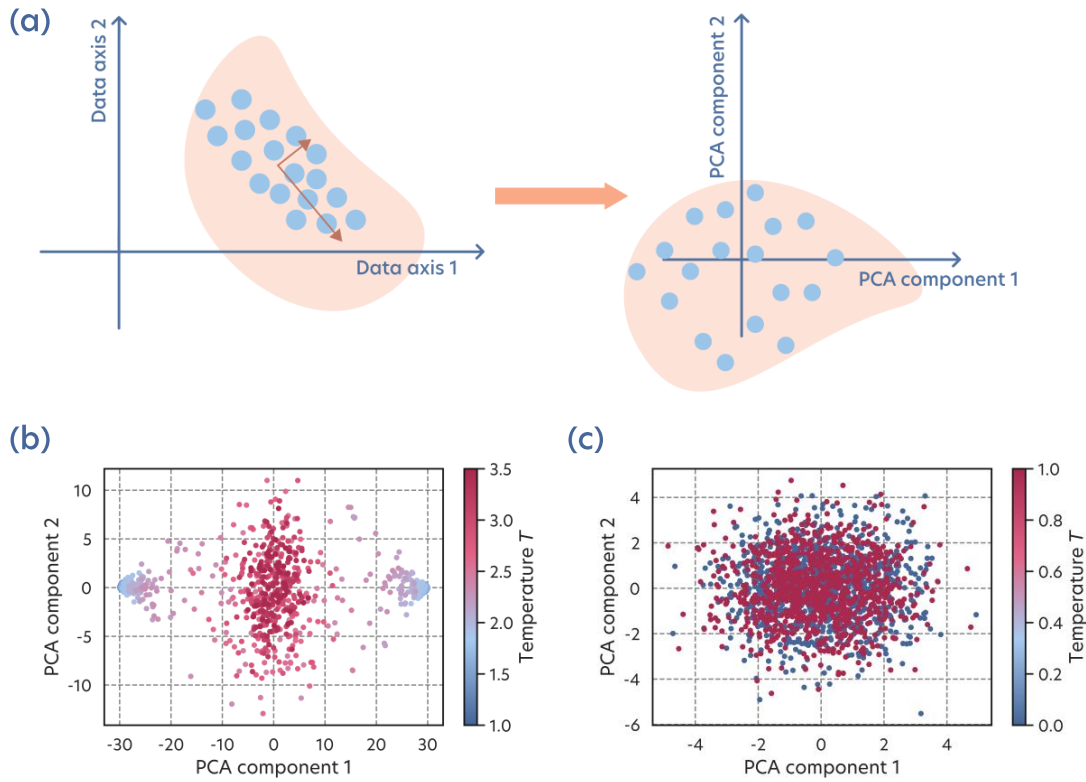 (a)
Data axis 2
Data axis 1
PCA component 2
PCA component 1
(b)
PCA component 2
10
5
0
-5
-10
-30
-20
-10
0
10
20
30
PCA component 1
3.5
3.0
2.5
2.0
1.5
1.0
Temperature T
(c)
PCA component 2
4
2
0
-2
-4
-6
-4
-2
0
2
4
PCA component 1
1.0
0.8
0.6
0.4
0.2
0.0
Temperature T